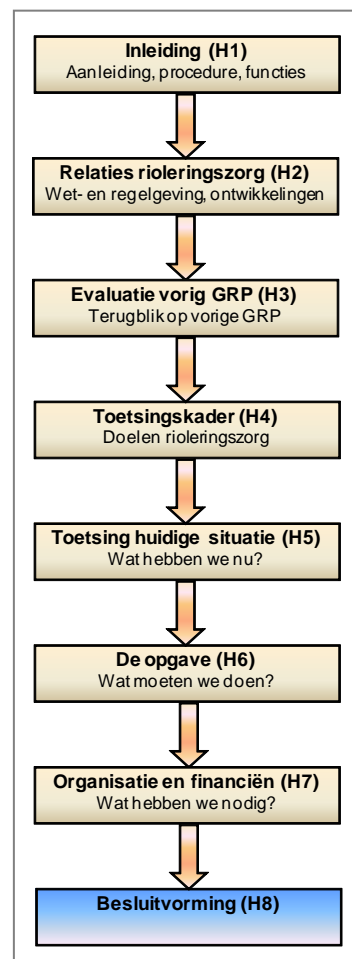 Inleiding (H1)
Aanleiding, procedure, functies
Relaties rioleringszorg (H2)
Wet- en regelgeving, ontwikkelingen
Evaluatie vorig GRP (H3)
Terugblik op vorige GRP
Toetsingskader (H4)
Doelen rioleringszorg
Toetsing huidige situatie (H5)
Wat hebben we nu?
De opgave (H6)
Wat moeten we doen?
Organisatie en financiën (H7)
Wat hebben we nodig?
Besluitvorming (H8)